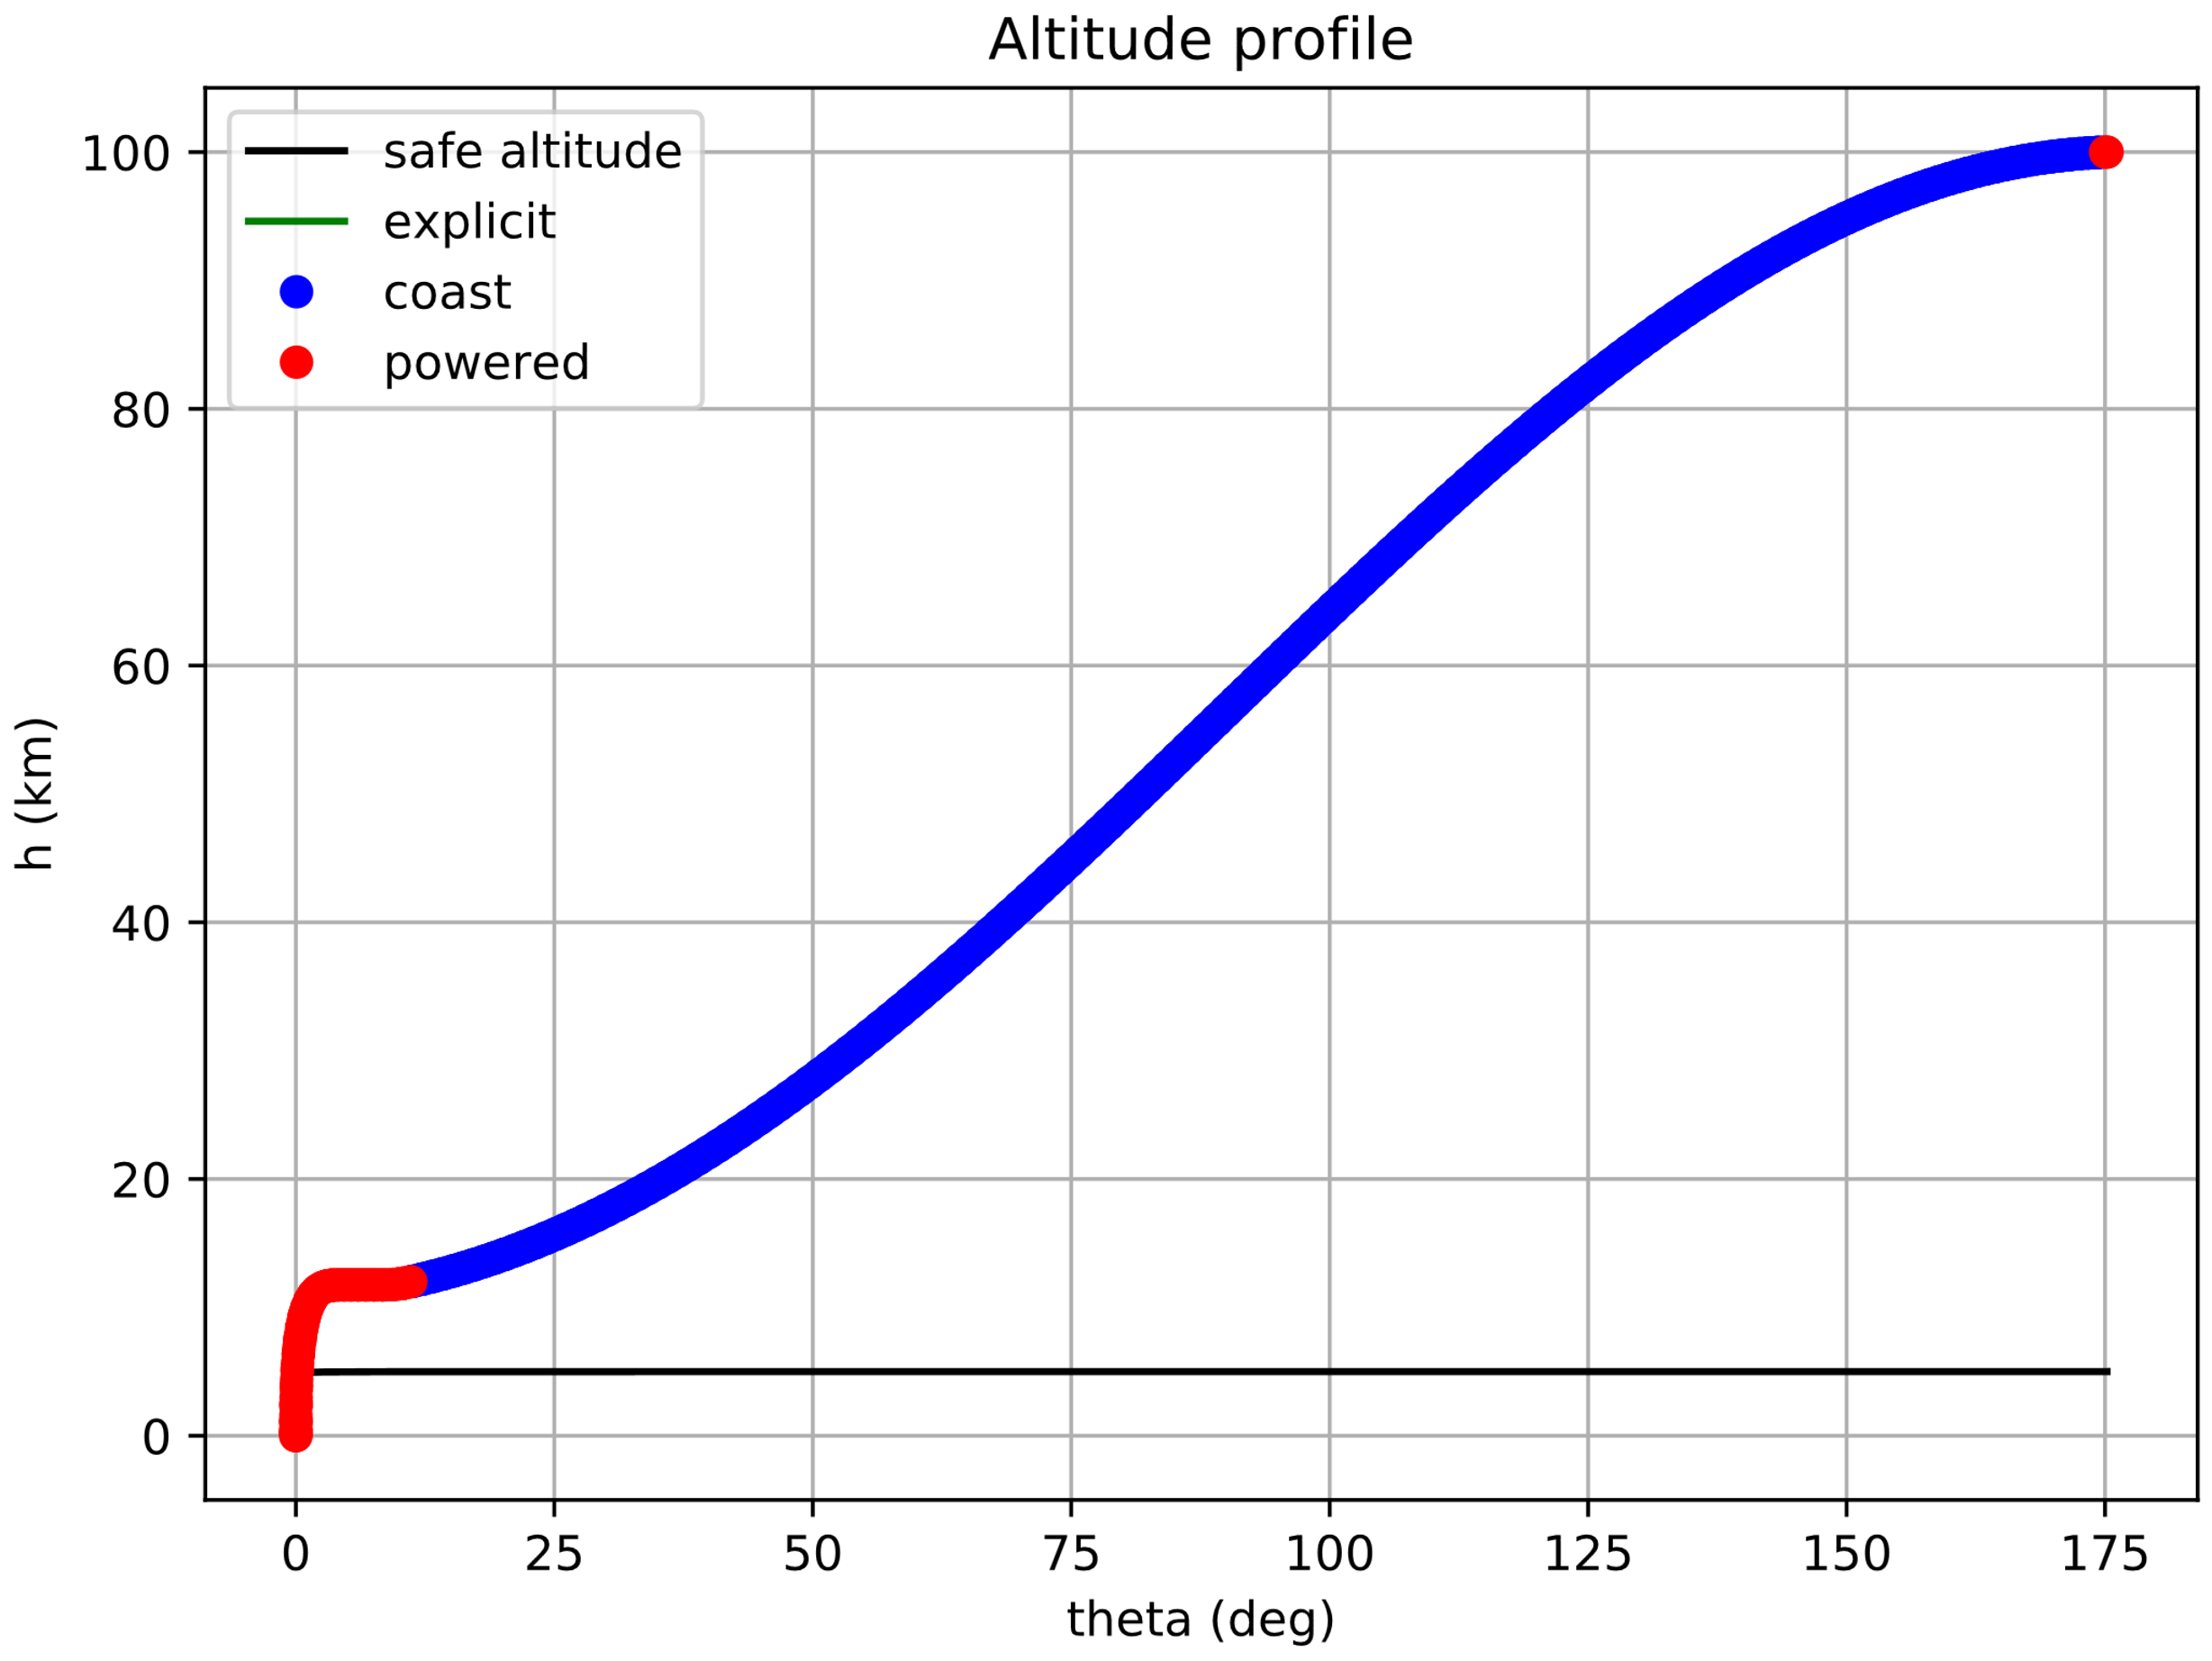 Altitude profile
safe altitude
explicit
coast
powered
100
80
60
40
20
0
h (km)
0 25 50 75 100 125 150 175
theta (deg)